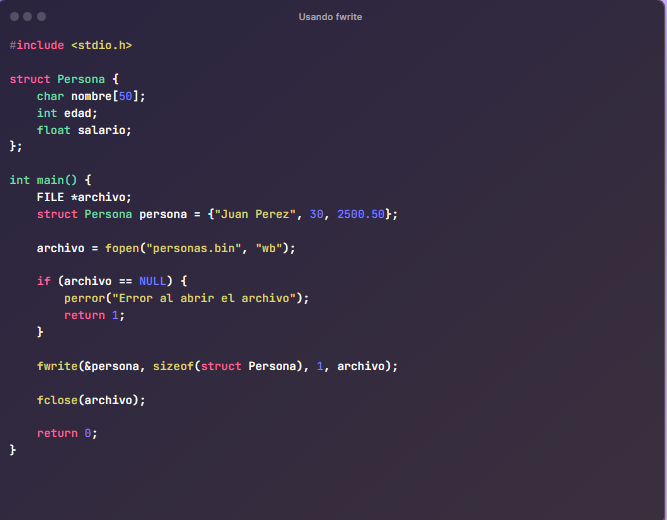 Usando fwrite
#include <stdio.h>
struct Persona {
    char nombre[50];
    int edad;
    float salario;
};
int main() {
    FILE *archivo;
    struct Persona persona = {"Juan Perez", 30, 2500.50};
    archivo = fopen("personas.bin", "wb");
    if (archivo == NULL) {
        perror("Error al abrir el archivo");
        return 1;
    }
    fwrite(&persona, sizeof(struct Persona), 1, archivo);
    fclose(archivo);
    return 0;
}